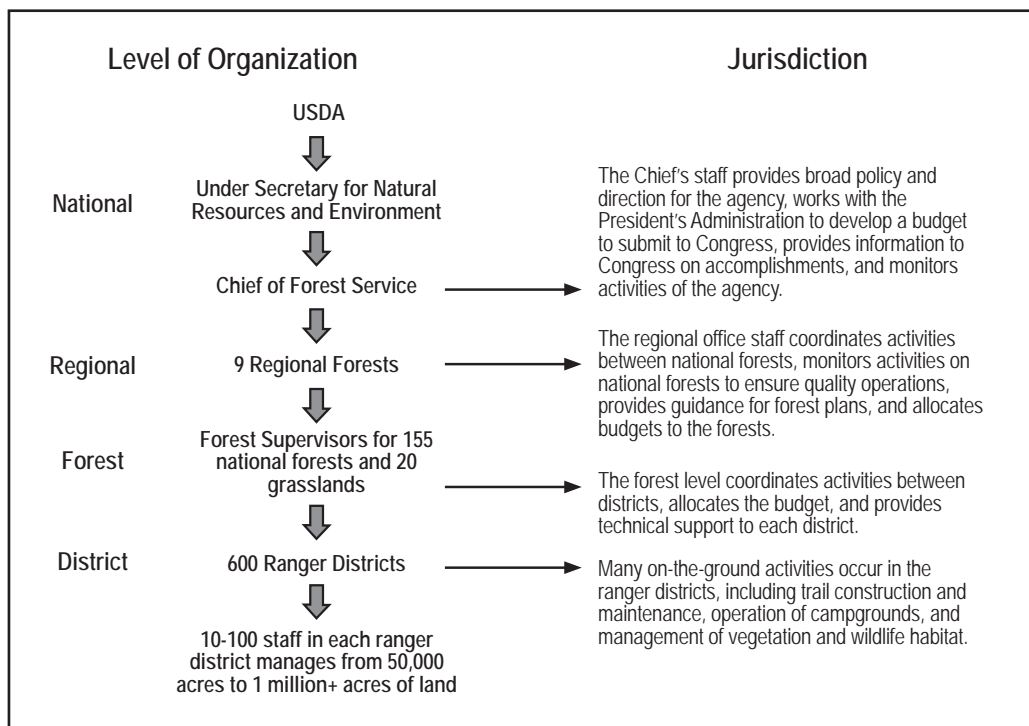 Level of Organization
Jurisdiction
USDA
National
Under Secretary for Natural
Resources and Environment
Chief of Forest Service
The Chief's staff provides broad policy and
direction for the agency, works with the
President's Administration to develop a budget
to submit to Congress, provides information to
Congress on accomplishments, and monitors
activities of the agency.
Regional
9 Regional Forests
The regional office staff coordinates activities
between national forests, monitors activities on
national forests to ensure quality operations,
provides guidance for forest plans, and allocates
budgets to the forests.
Forest
Forest Supervisors for 155
national forests and 20
grasslands
The forest level coordinates activities between
districts, allocates the budget, and provides
technical support to each district.
District
600 Ranger Districts
Many on-the-ground activities occur in the
ranger districts, including trail construction and
maintenance, operation of campgrounds, and
management of vegetation and wildlife habitat.
10-100 staff in each ranger
district manages from 50,000
acres to 1 million+ acres of land